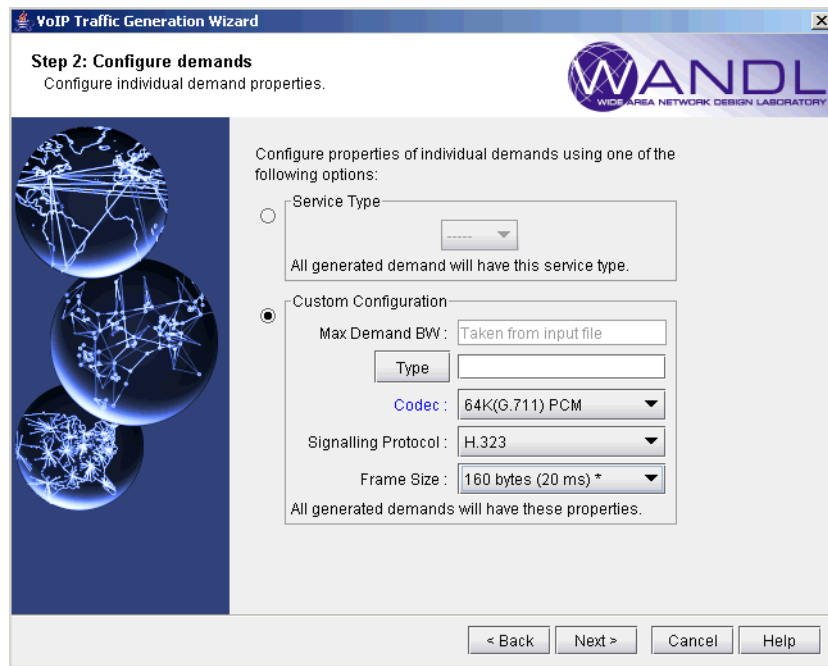 VoIP Traffic Generation Wizard
Step 2: Configure demands
Configure individual demand properties.
WANDL
WIDE AREA NETWORK DESIGN LABORATORY
Configure properties of individual demands using one of the
following options:
Service Type
-----
All generated demand will have this service type.
Custom Configuration
Max Demand BW : Taken from input file
Type
Codec : 64K(G.711) PCM
Signalling Protocol : H.323
Frame Size : 160 bytes (20 ms) *
All generated demands will have these properties.
< Back Next > Cancel Help